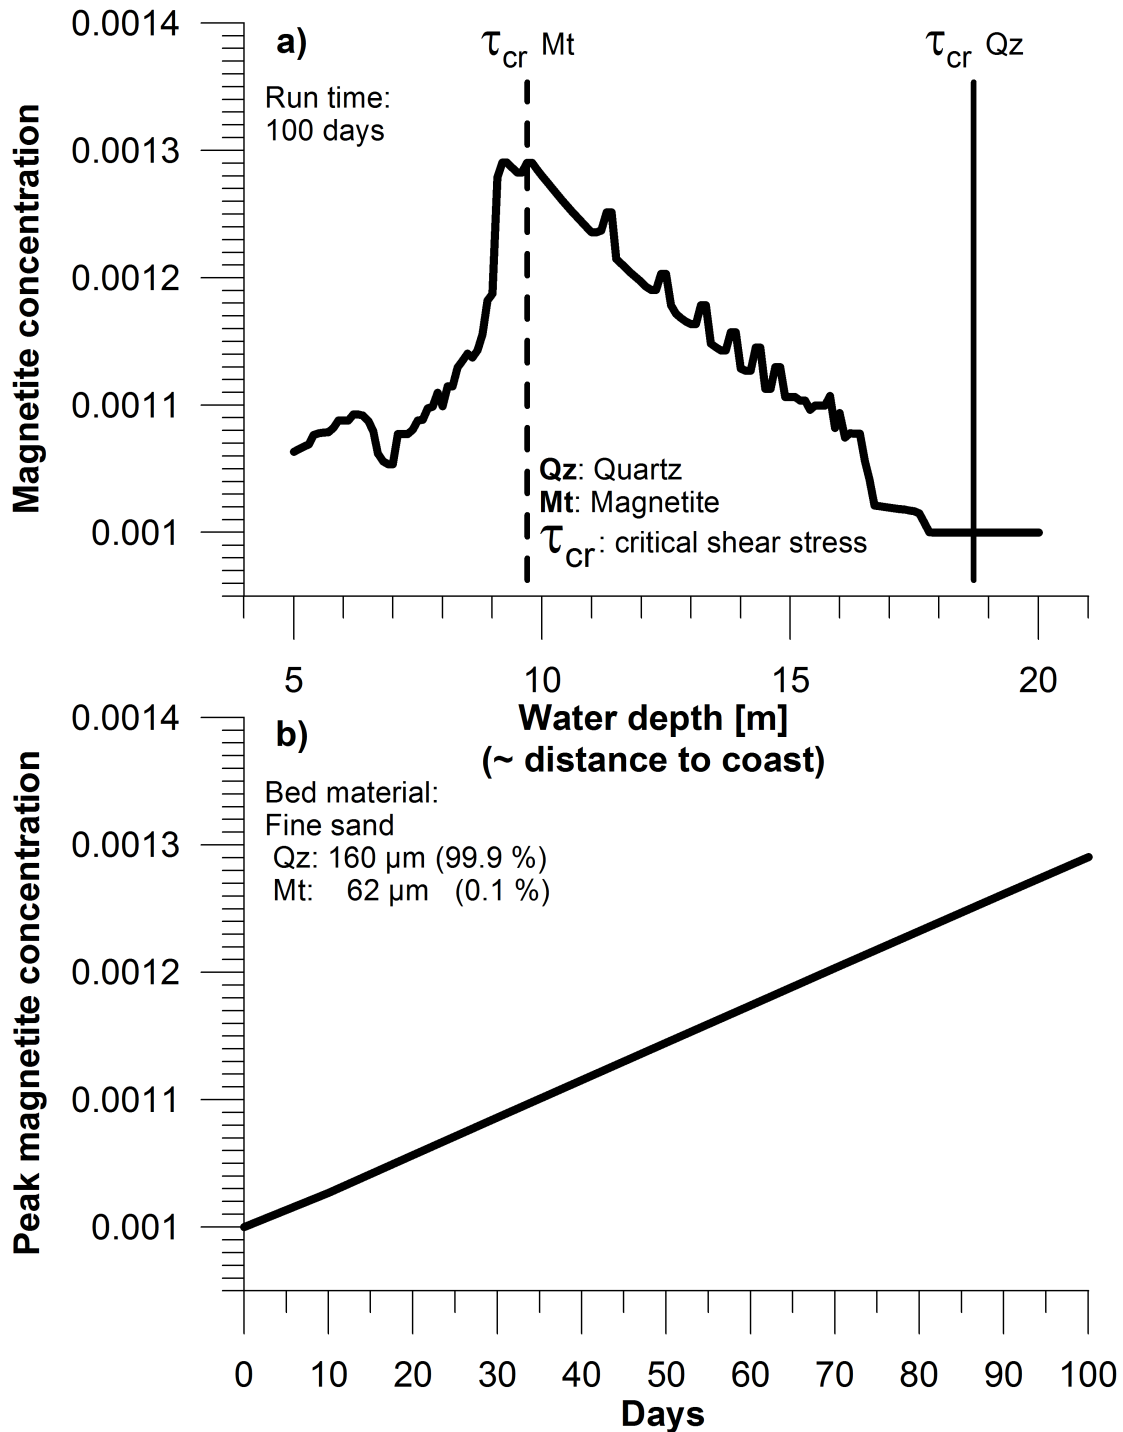 a)
τcr Mt
τcr Qz
Run time:
100 days
0.0014
0.0013
0.0012
0.0011
0.001
Magnetite concentration
Qz: Quartz
Mt: Magnetite
τcr: critical shear stress
5 10 15 20
Water depth [m]
(~ distance to coast)
b)
Bed material:
Fine sand
Qz: 160 µm (99.9 %)
Mt: 62 µm (0.1 %)
0.0014
0.0013
0.0012
0.0011
0.001
Peak magnetite concentration
0 10 20 30 40 50 60 70 80 90 100
Days